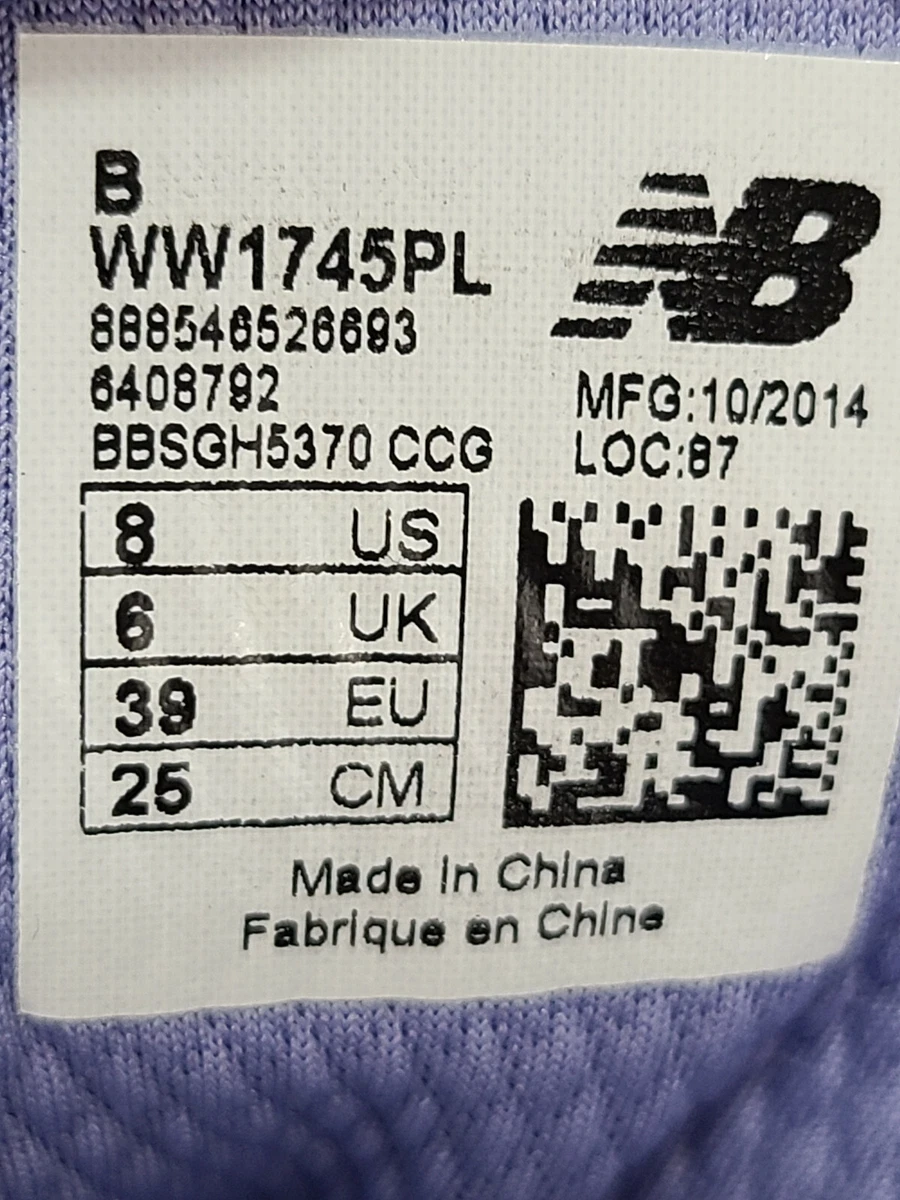 B
WW1745PL
NB
888546526693
6408792
MFG:10/2014
BBSGH5370 CCG
LOC:87
8 US
6 UK
39 EU
25 CM
Made in China
Fabrique en Chine